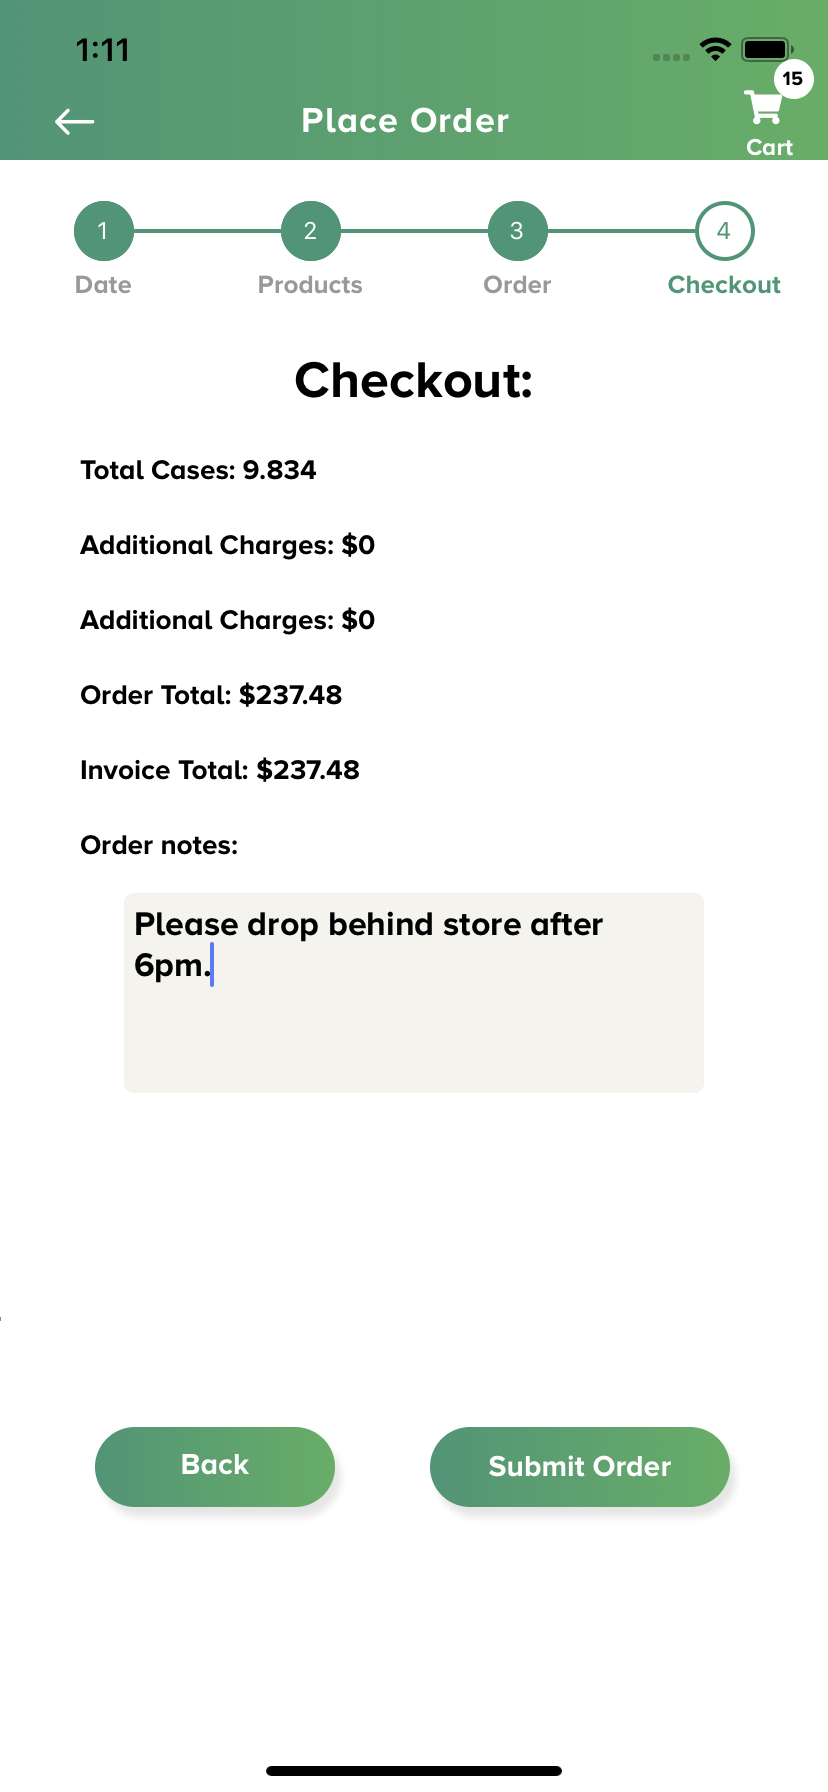 1:11
15
Place Order
Cart
1 2 3 4
Date Products Order Checkout
Checkout:
Total Cases: 9.834
Additional Charges: $0
Additional Charges: $0
Order Total: $237.48
Invoice Total: $237.48
Order notes:
Please drop behind store after
6pm.
Back Submit Order